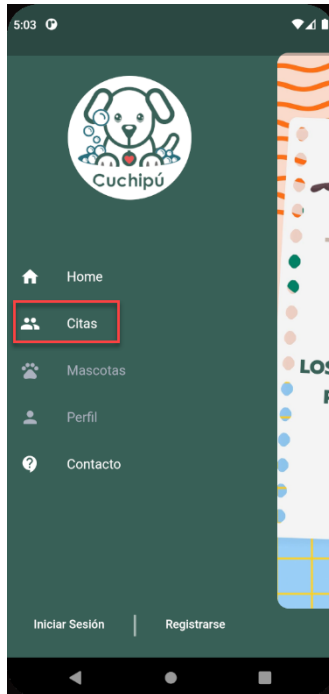 5:03
Cuchipú
Home
Citas
Mascotas
Perfil
Contacto
LOS
Iniciar Sesión
Registrarse